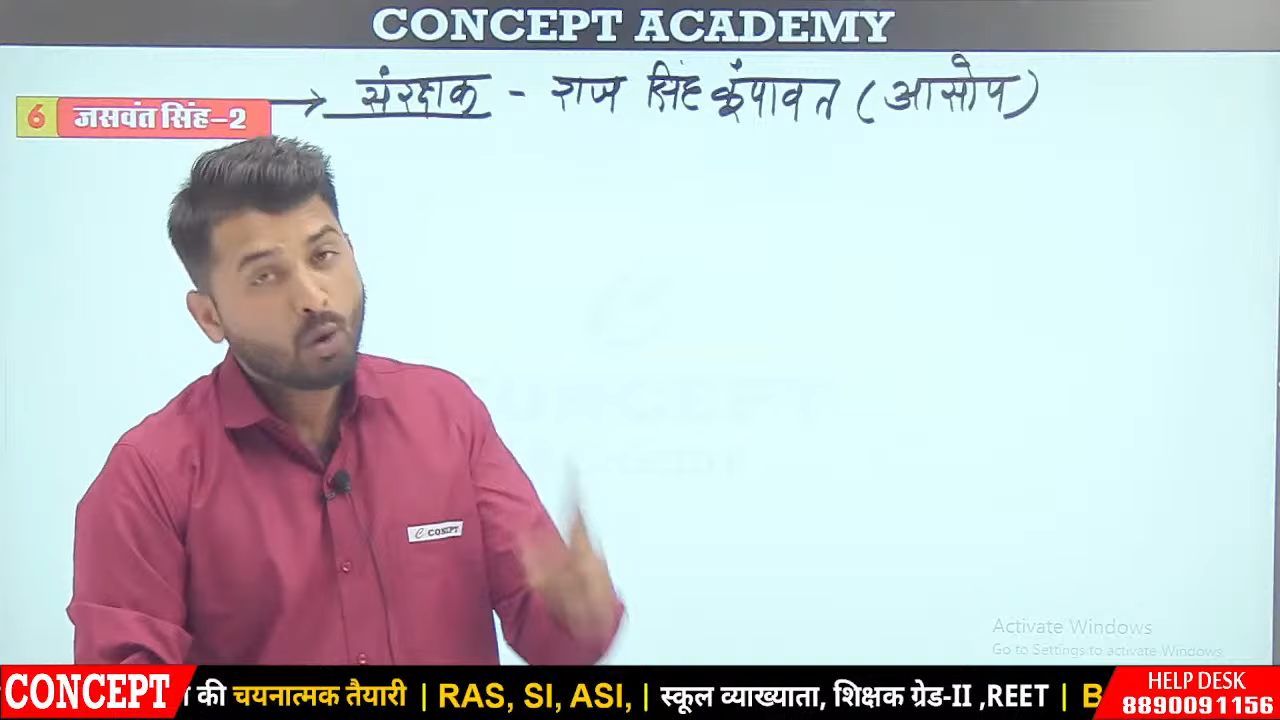 CONCEPT ACADEMY
संरक्षक - राज सिंह कुंपावत (आसोप)
6 जसवंत सिंह-2
CONCEPT
Activate Windows
Go to Settings to activate Windows.
CONCEPT की चयनात्मक तैयारी | RAS, SI, ASI, | स्कूल व्याख्याता, शिक्षक ग्रेड-II ,REET | B
HELP DESK
8890091156